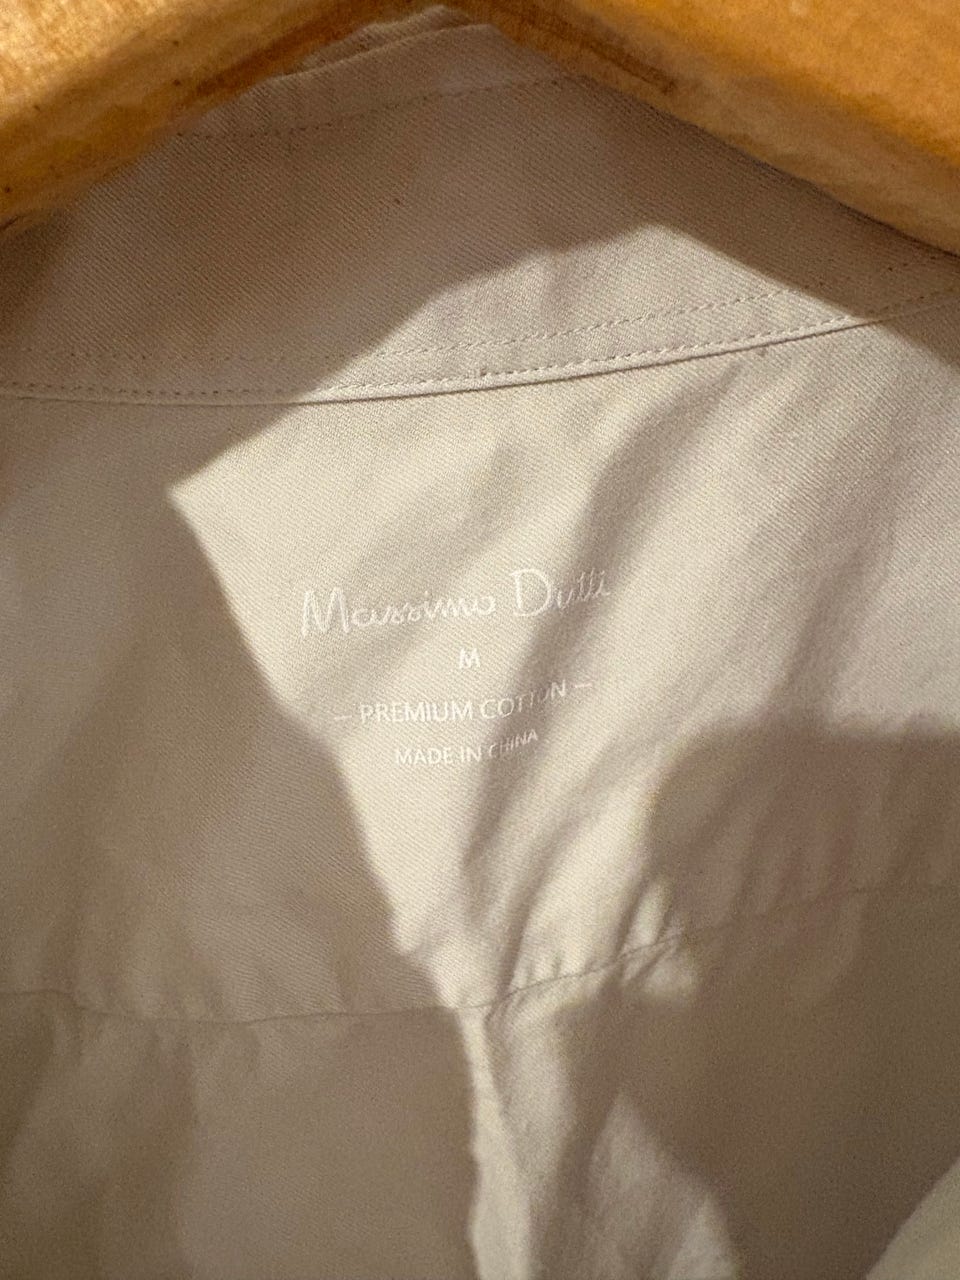 Massimo Dutti
M
– PREMIUM COTTON –
MADE IN CHINA